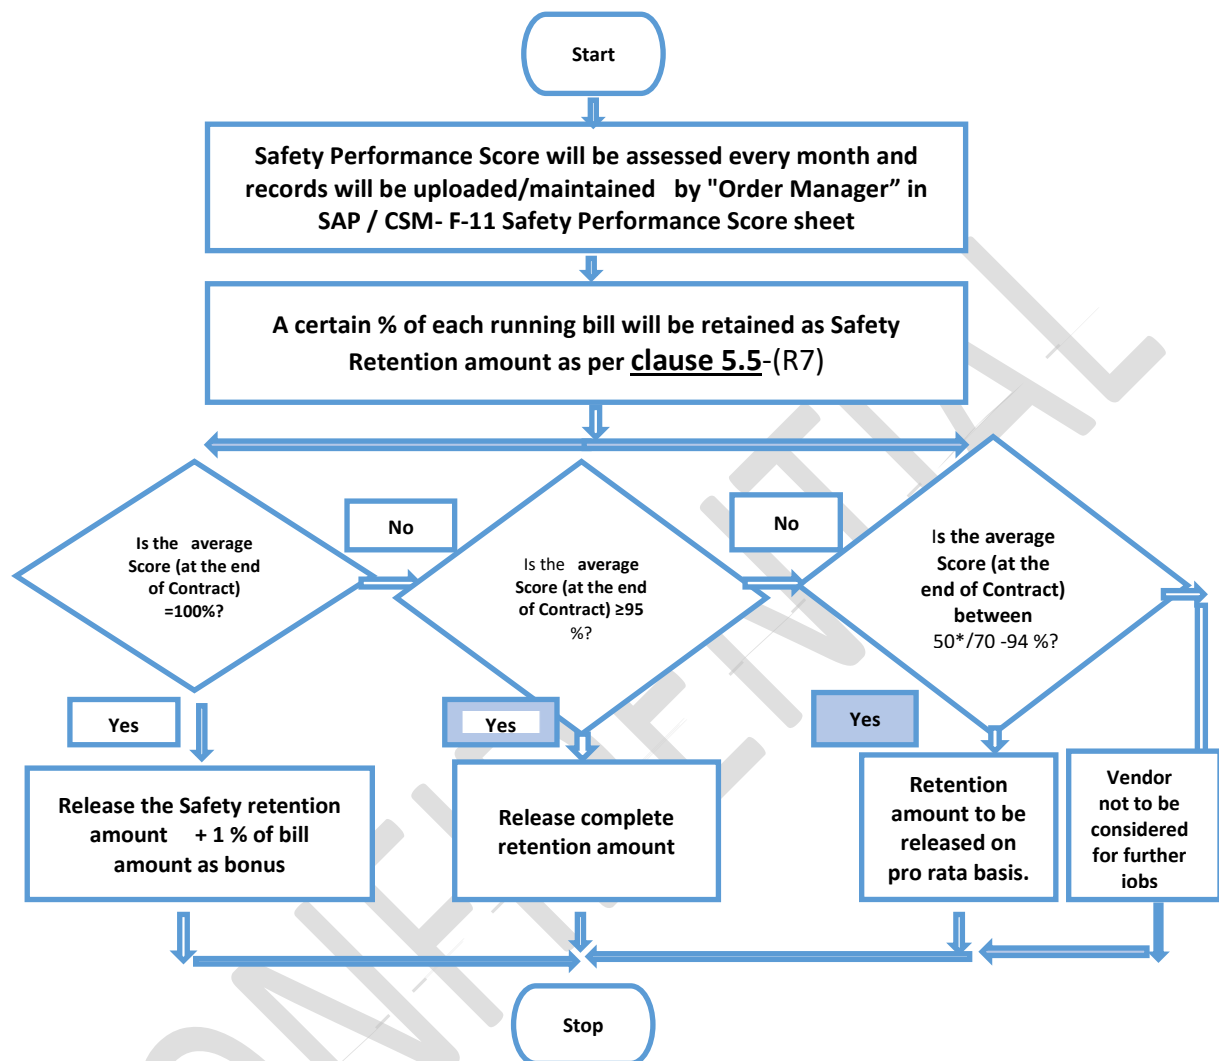 Start
Safety Performance Score will be assessed every month and
records will be uploaded/maintained by "Order Manager” in
SAP / CSM- F-11 Safety Performance Score sheet
A certain % of each running bill will be retained as Safety
Retention amount as per clause 5.5-(R7)
Is the average
Score (at the end
of Contract)
=100%?
No
Is the average
Score (at the end
of Contract) ≥95
%?
No
Is the average
Score (at the
end of Contract)
between
50*/70 -94 %?
Yes
Yes
Yes
Release the Safety retention
amount + 1 % of bill
amount as bonus
Release complete
retention amount
Retention
amount to be
released on
pro rata basis.
Vendor
not to be
considered
for further
jobs
Stop
CONFIDENTIAL